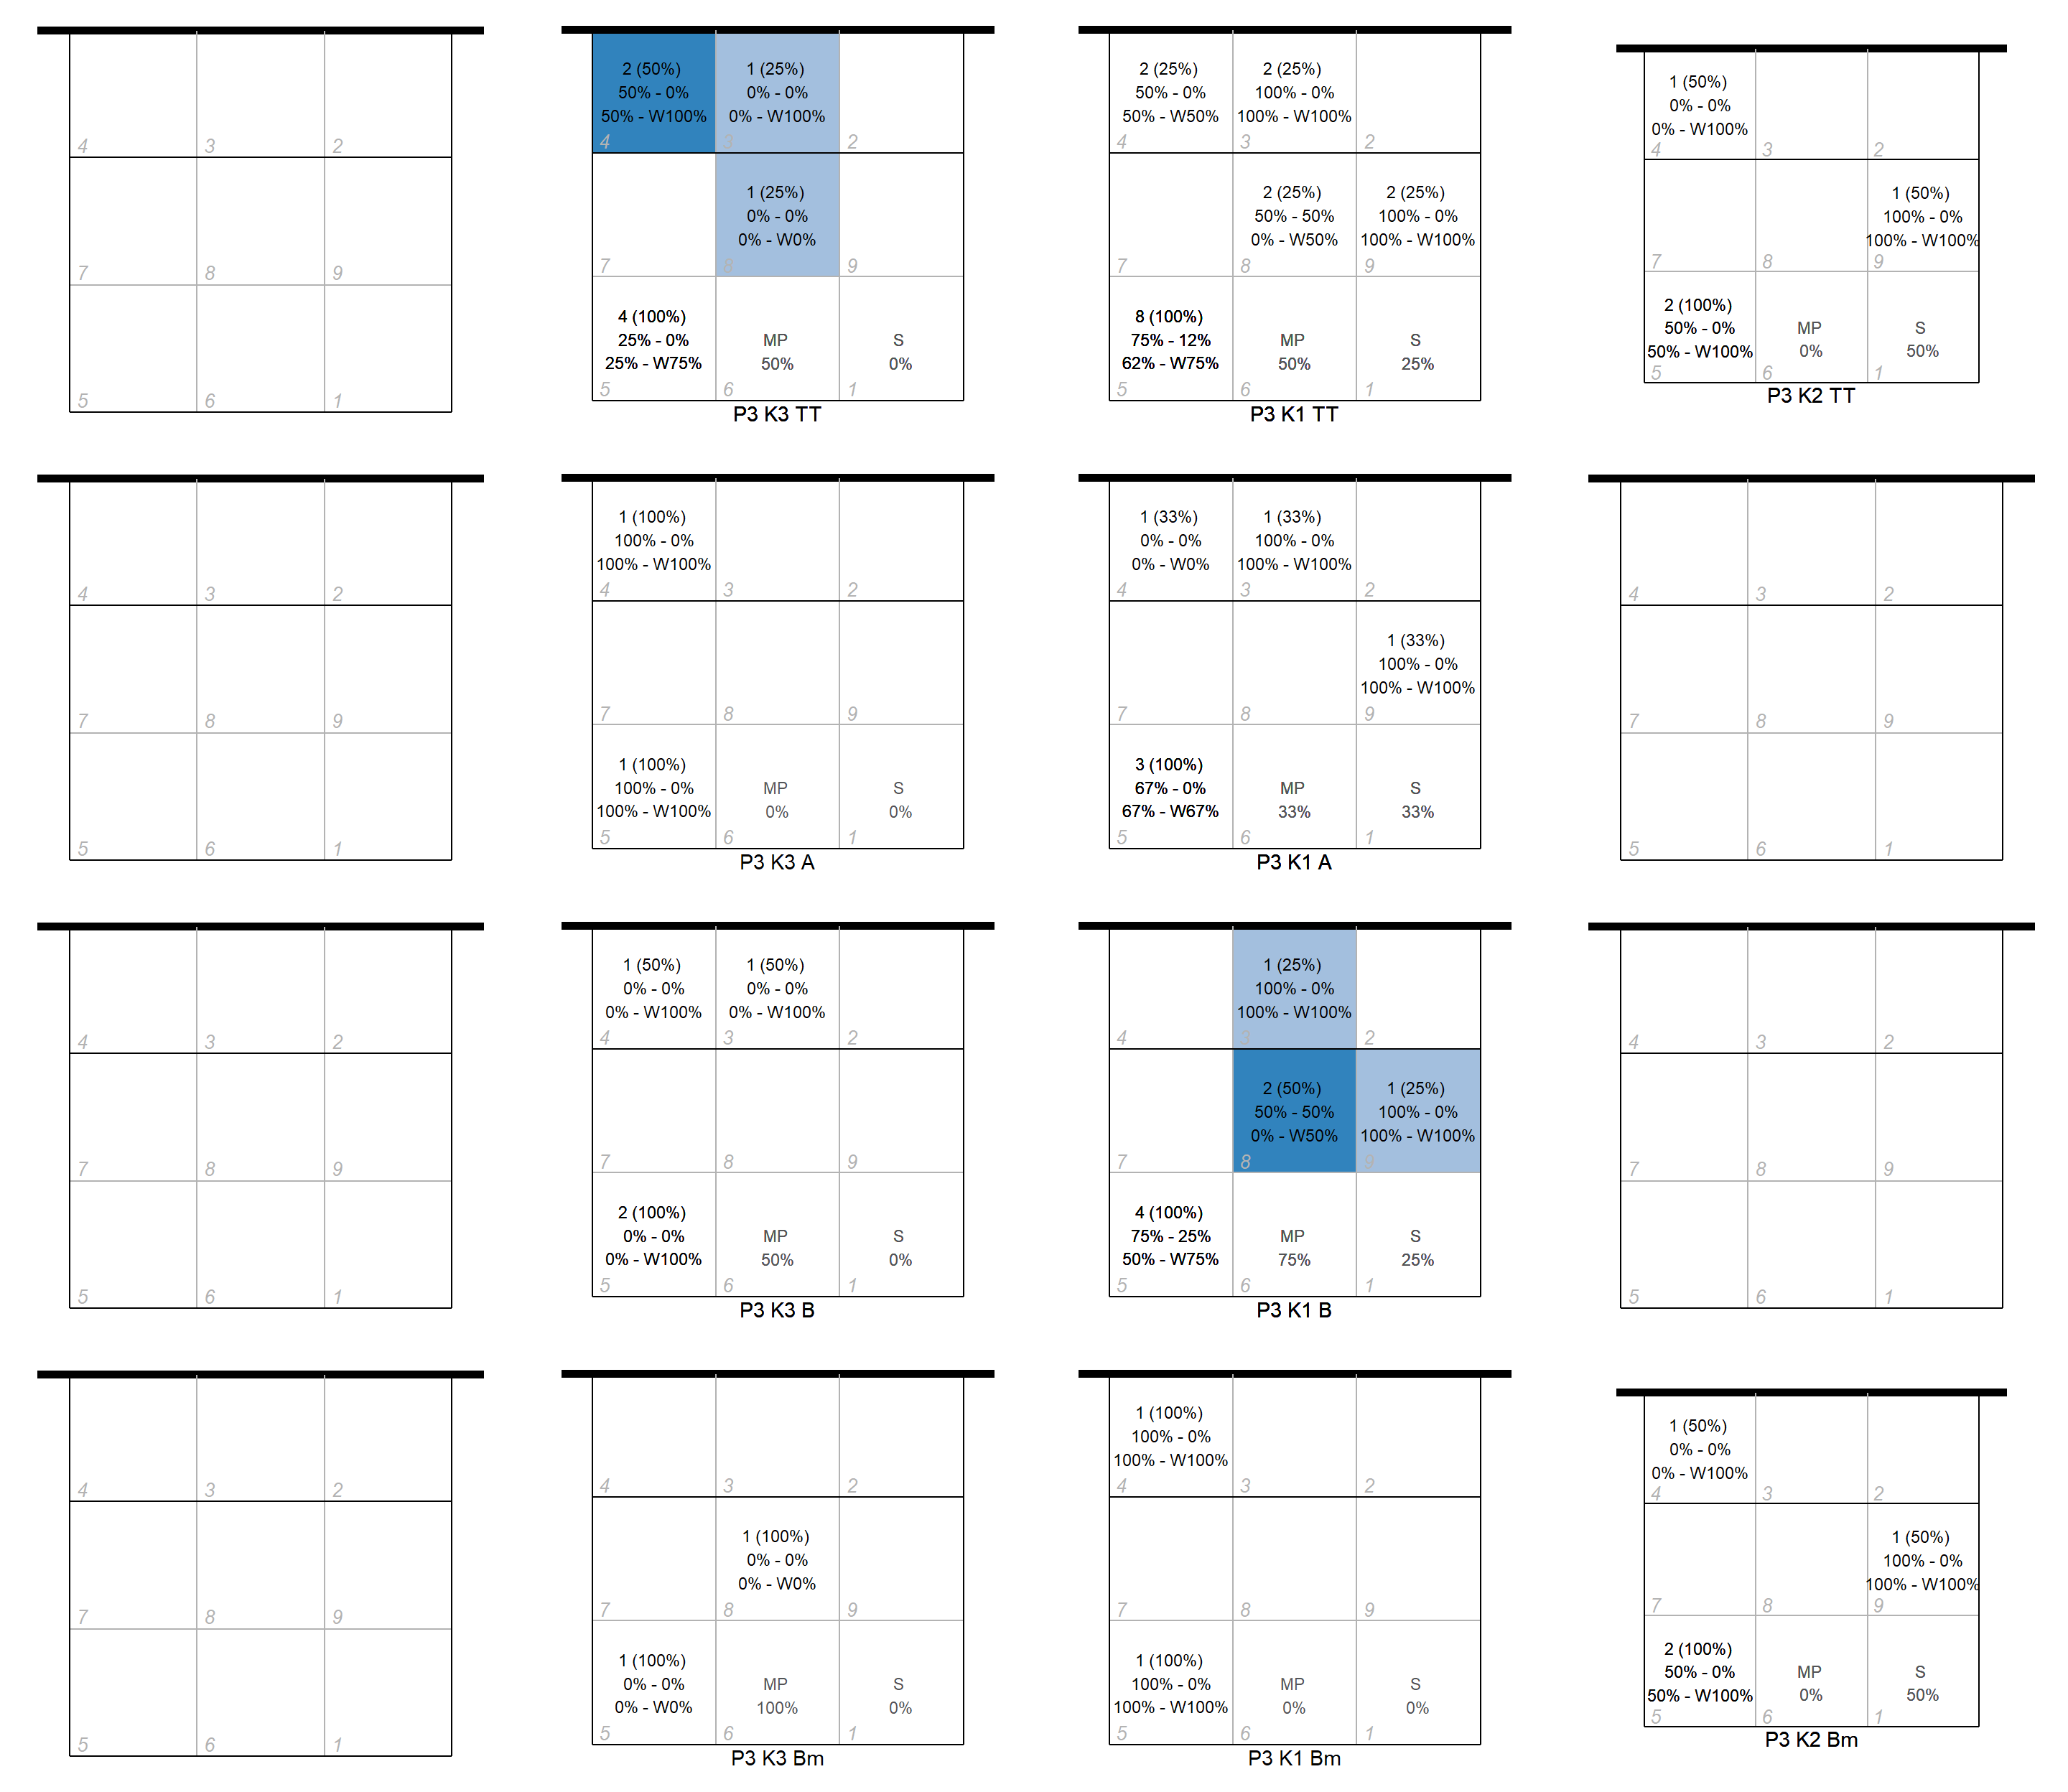 4 3 2
7 8 9
5 6 1
2 (50%) 1 (25%)
50% - 0% 0% - 0%
50% - W100% 0% - W100%
4 3 2
1 (25%)
0% - 0%
0% - W0%
7 8 9
4 (100%)
25% - 0% MP S
25% - W75% 50% 0%
5 6 1
P3 K3 TT
2 (25%) 2 (25%)
50% - 0% 100% - 0%
50% - W50% 100% - W100%
4 3 2
2 (25%) 2 (25%)
50% - 50% 100% - 0%
0% - W50% 100% - W100%
7 8 9
8 (100%)
75% - 12% MP S
62% - W75% 50% 25%
5 6 1
P3 K1 TT
1 (50%)
0% - 0%
0% - W100%
4 3 2
1 (50%)
100% - 0%
100% - W100%
7 8 9
2 (100%)
50% - 0% MP S
50% - W100% 0% 50%
5 6 1
P3 K2 TT
4 3 2
7 8 9
5 6 1
1 (100%)
100% - 0%
100% - W100%
4 3 2
7 8 9
1 (100%)
100% - 0% MP S
100% - W100% 0% 0%
5 6 1
P3 K3 A
1 (33%) 1 (33%)
0% - 0% 100% - 0%
0% - W0% 100% - W100%
4 3 2
1 (33%)
100% - 0%
100% - W100%
7 8 9
3 (100%)
67% - 0% MP S
67% - W67% 33% 33%
5 6 1
P3 K1 A
4 3 2
7 8 9
5 6 1
4 3 2
7 8 9
5 6 1
1 (50%) 1 (50%)
0% - 0% 0% - 0%
0% - W100% 0% - W100%
4 3 2
7 8 9
2 (100%)
0% - 0% MP S
0% - W100% 50% 0%
5 6 1
P3 K3 B
1 (25%)
100% - 0%
100% - W100%
4 3 2
2 (50%) 1 (25%)
50% - 50% 100% - 0%
0% - W50% 100% - W100%
7 8 9
4 (100%)
75% - 25% MP S
50% - W75% 75% 25%
5 6 1
P3 K1 B
4 3 2
7 8 9
5 6 1
4 3 2
7 8 9
5 6 1
4 3 2
1 (100%)
0% - 0%
0% - W0%
7 8 9
1 (100%)
0% - 0% MP S
0% - W0% 100% 0%
5 6 1
P3 K3 Bm
1 (100%)
100% - 0%
100% - W100%
4 3 2
7 8 9
1 (100%)
100% - 0% MP S
100% - W100% 0% 0%
5 6 1
P3 K1 Bm
1 (50%)
0% - 0%
0% - W100%
4 3 2
1 (50%)
100% - 0%
100% - W100%
7 8 9
2 (100%)
50% - 0% MP S
50% - W100% 0% 50%
5 6 1
P3 K2 Bm